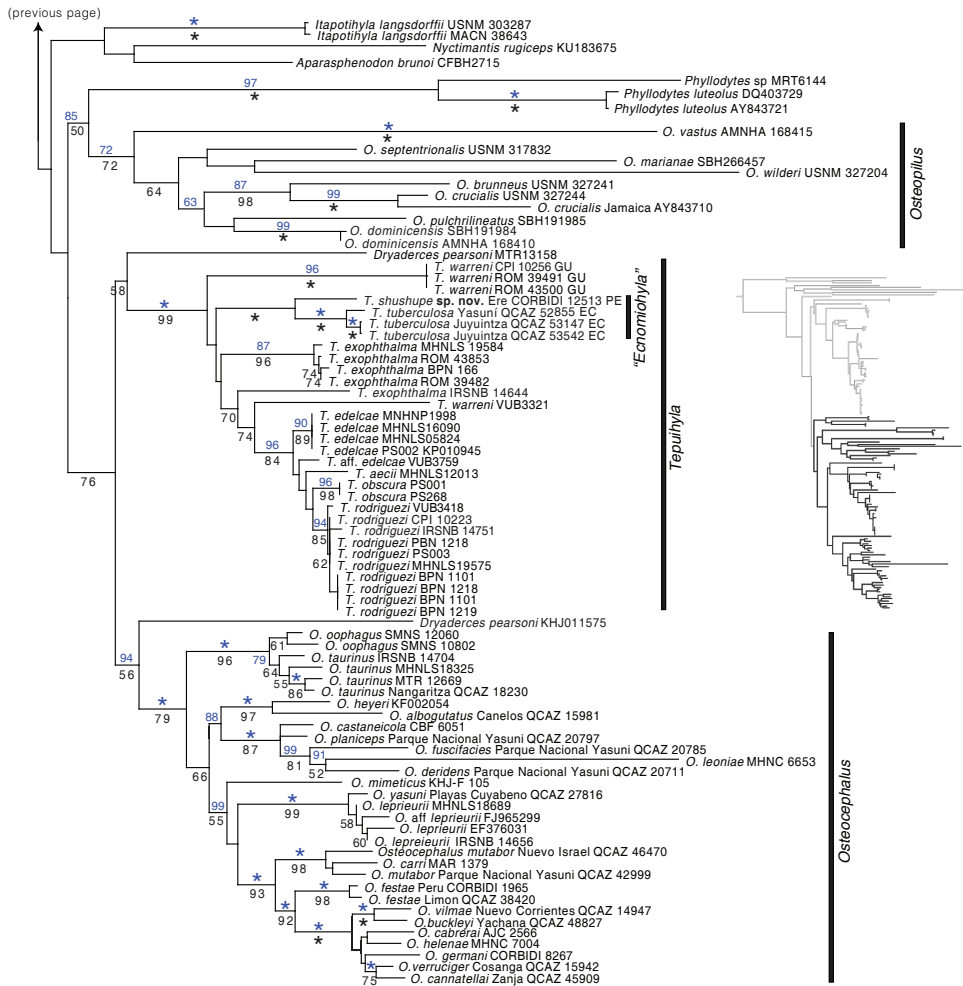 (previous page)
Itapotihyla langsdorffii USNM 303287
*
Itapotihyla langsdorffii MACN 38643
*
Nyctimantis rugiceps KU183675
Aparasphenodon brunoi CFBH2715
Phyllodytes sp MRT6144
97
*
Phyllodytes luteolus DQ403729
*
Phyllodytes luteolus AY843721
*
85
50
O. vastus AMNHA 168415
*
*
72
72
O. septentrionalis USNM 317832
O. marianae SBH266457
O. wilderi USNM 327204
64
O. brunneus USNM 327241
87
98
O. crucialis USNM 327244
99
*
O. crucialis Jamaica AY843710
63
O. pulchrilineatus SBH191985
O. dominicensis SBH191984
99
*
O. dominicensis AMNHA 168410
Osteopilus
Dryaderces pearsoni MTR13158
58
T. warreni CPI 10256 GU
96
*
T. warreni ROM 39491 GU
T. warreni ROM 43500 GU
*
99
T. shushupe sp. nov. Ere CORBIDI 12513 PE
*
T. tuberculosa Yasuní QCAZ 52855 EC
*
*
T. tuberculosa Juyuintza QCAZ 53147 EC
*
*
T. tuberculosa Juyuintza QCAZ 53542 EC
"Ecnomiohyla"
T. exophthalma MHNLS 19584
87
96
T. exophthalma ROM 43853
T. exophthalma BPN 166
74
74
T. exophthalma ROM 39482
T. exophthalma IRSNB 14644
70
T. warreni VUB3321
74
T. edelcae MNHNP1998
90
89
T. edelcae MHNLS16090
T. edelcae MHNLS05824
T. edelcae PS002 KP010945
96
84
T. aff. edelcae VUB3759
T. aecii MHNLS12013
T. obscura PS001
96
98
T. obscura PS268
T. rodriguezi VUB3418
T. rodriguezi CPI 10223
94
85
T. rodriguezi IRSNB 14751
T. rodriguezi PBN 1218
T. rodriguezi PS003
62
T. rodriguezi MHNLS19575
T. rodriguezi BPN 1101
T. rodriguezi BPN 1218
T. rodriguezi BPN 1101
T. rodriguezi BPN 1219
Tepuihyla
76
Dryaderces pearsoni KHJ011575
94
56
O. oophagus SMNS 12060
61
O. oophagus SMNS 10802
*
96
79
O. taurinus IRSNB 14704
64
O. taurinus MHNLS18325
55
O. taurinus MTR 12669
*
86
O. taurinus Nangaritza QCAZ 18230
*
79
O. heyeri KF002054
*
97
O. albogutatus Canelos QCAZ 15981
88
O. castaneicola CBF 6051
*
87
O. planiceps Parque Nacional Yasuni QCAZ 20797
O. fuscifacies Parque Nacional Yasuni QCAZ 20785
99
81
91
52
O. leoniae MHNC 6653
O. deridens Parque Nacional Yasuni QCAZ 20711
66
O. mimeticus KHJ-F 105
99
55
O. yasuni Playas Cuyabeno QCAZ 27816
*
99
O. leprieurii MHNLS18689
58
O. aff leprieurii FJ965299
O. leprieurii EF376031
60
O. lepreieurii IRSNB 14656
Osteocephalus mutabor Nuevo Israel QCAZ 46470
*
98
O. carri MAR 1379
O. mutabor Parque Nacional Yasuni QCAZ 42999
*
93
O. festae Peru CORBIDI 1965
*
98
O. festae Limon QCAZ 38420
*
92
O. vilmae Nuevo Corrientes QCAZ 14947
*
*
O.buckleyi Yachana QCAZ 48827
*
*
O. cabrerai AJC 2566
O. helenae MHNC 7004
O. germani CORBIDI 8267
O.verruciger Cosanga QCAZ 15942
*
75
O. cannatellai Zanja QCAZ 45909
Osteocephalus